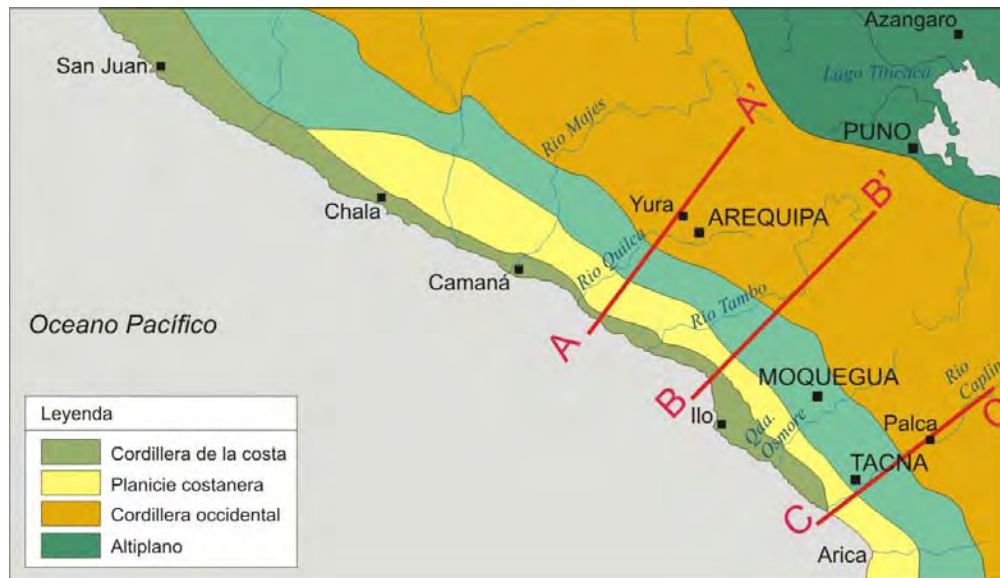 Azangaro
San Juan
Lago Titicaca
PUNO
Rio Majes
A'
B'
Chala
Yura
AREQUIPA
Camaná
Rio Quilca
Rio Tambo
Oceano Pacífico
A
B
MOQUEGUA
Rio
Caplin
C
Ilo
Qda.
Osmore
Palca
TACNA
C
Arica
Leyenda
Cordillera de la costa
Planicie costanera
Cordillera occidental
Altiplano